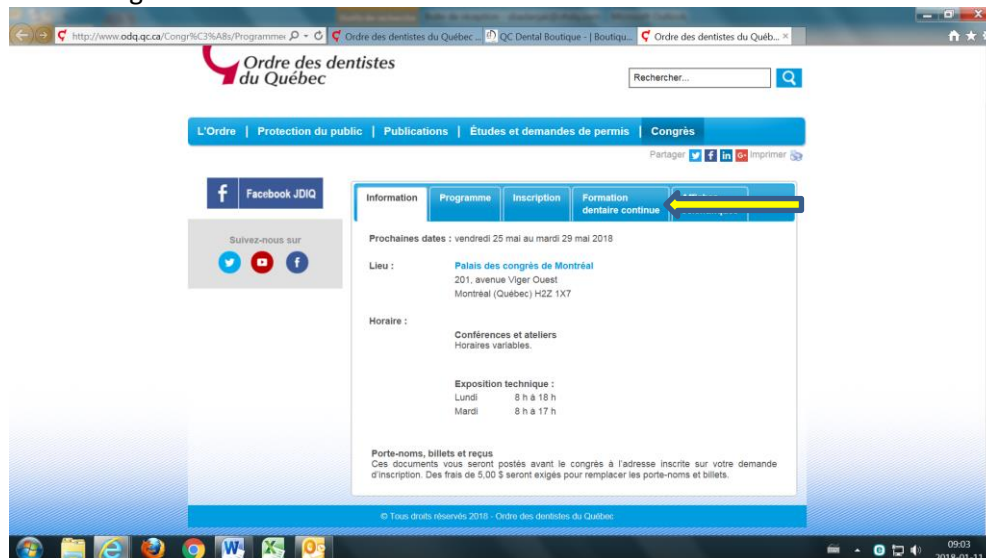 http://www.odq.qc.ca/Congr%C3%A8s/Programme
Ordre des dentistes du Québec ...
QC Dental Boutique - | Boutiqu...
Ordre des dentistes du Québ...
Ordre des dentistes
du Québec
Rechercher...
L'Ordre | Protection du public | Publications | Études et demandes de permis | Congrès
Partager
Imprimer
Facebook JDIQ
Suivez-nous sur
Information
Programme
Inscription
Formation
dentaire continue
Prochaines dates : vendredi 25 mai au mardi 29 mai 2018
Lieu :
Palais des congrès de Montréal
201, avenue Viger Ouest
Montréal (Québec) H2Z 1X7
Horaire :
Conférences et ateliers
Horaires variables.
Exposition technique :
Lundi 8 h à 18 h
Mardi 8 h à 17 h
Porte-noms, billets et reçus
Ces documents vous seront postés avant le congrès à l'adresse inscrite sur votre demande
d'inscription. Des frais de 5,00 $ seront exigés pour remplacer les porte-noms et billets.
© Tous droits réservés 2018 - Ordre des dentistes du Québec
09:03
2018-01-11